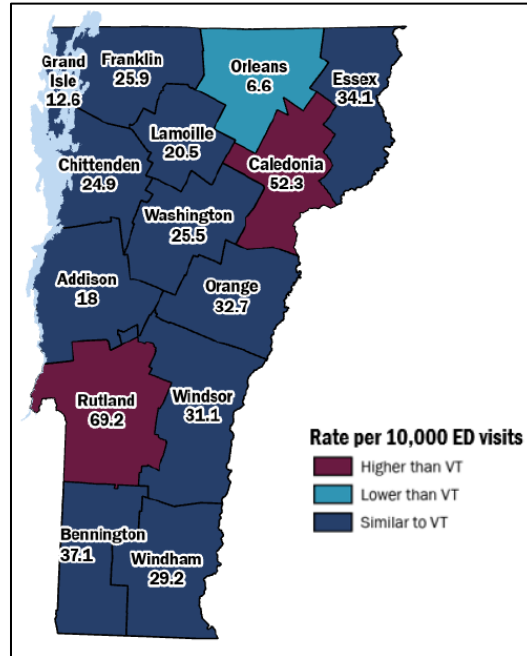 Grand
Isle
12.6
Franklin
25.9
Orleans
6.6
Essex
34.1
Lamoille
20.5
Chittenden
24.9
Caledonia
52.3
Washington
25.5
Addison
18
Orange
32.7
Rutland
69.2
Windsor
31.1
Rate per 10,000 ED visits
Higher than VT
Lower than VT
Similar to VT
Bennington
37.1
Windham
29.2